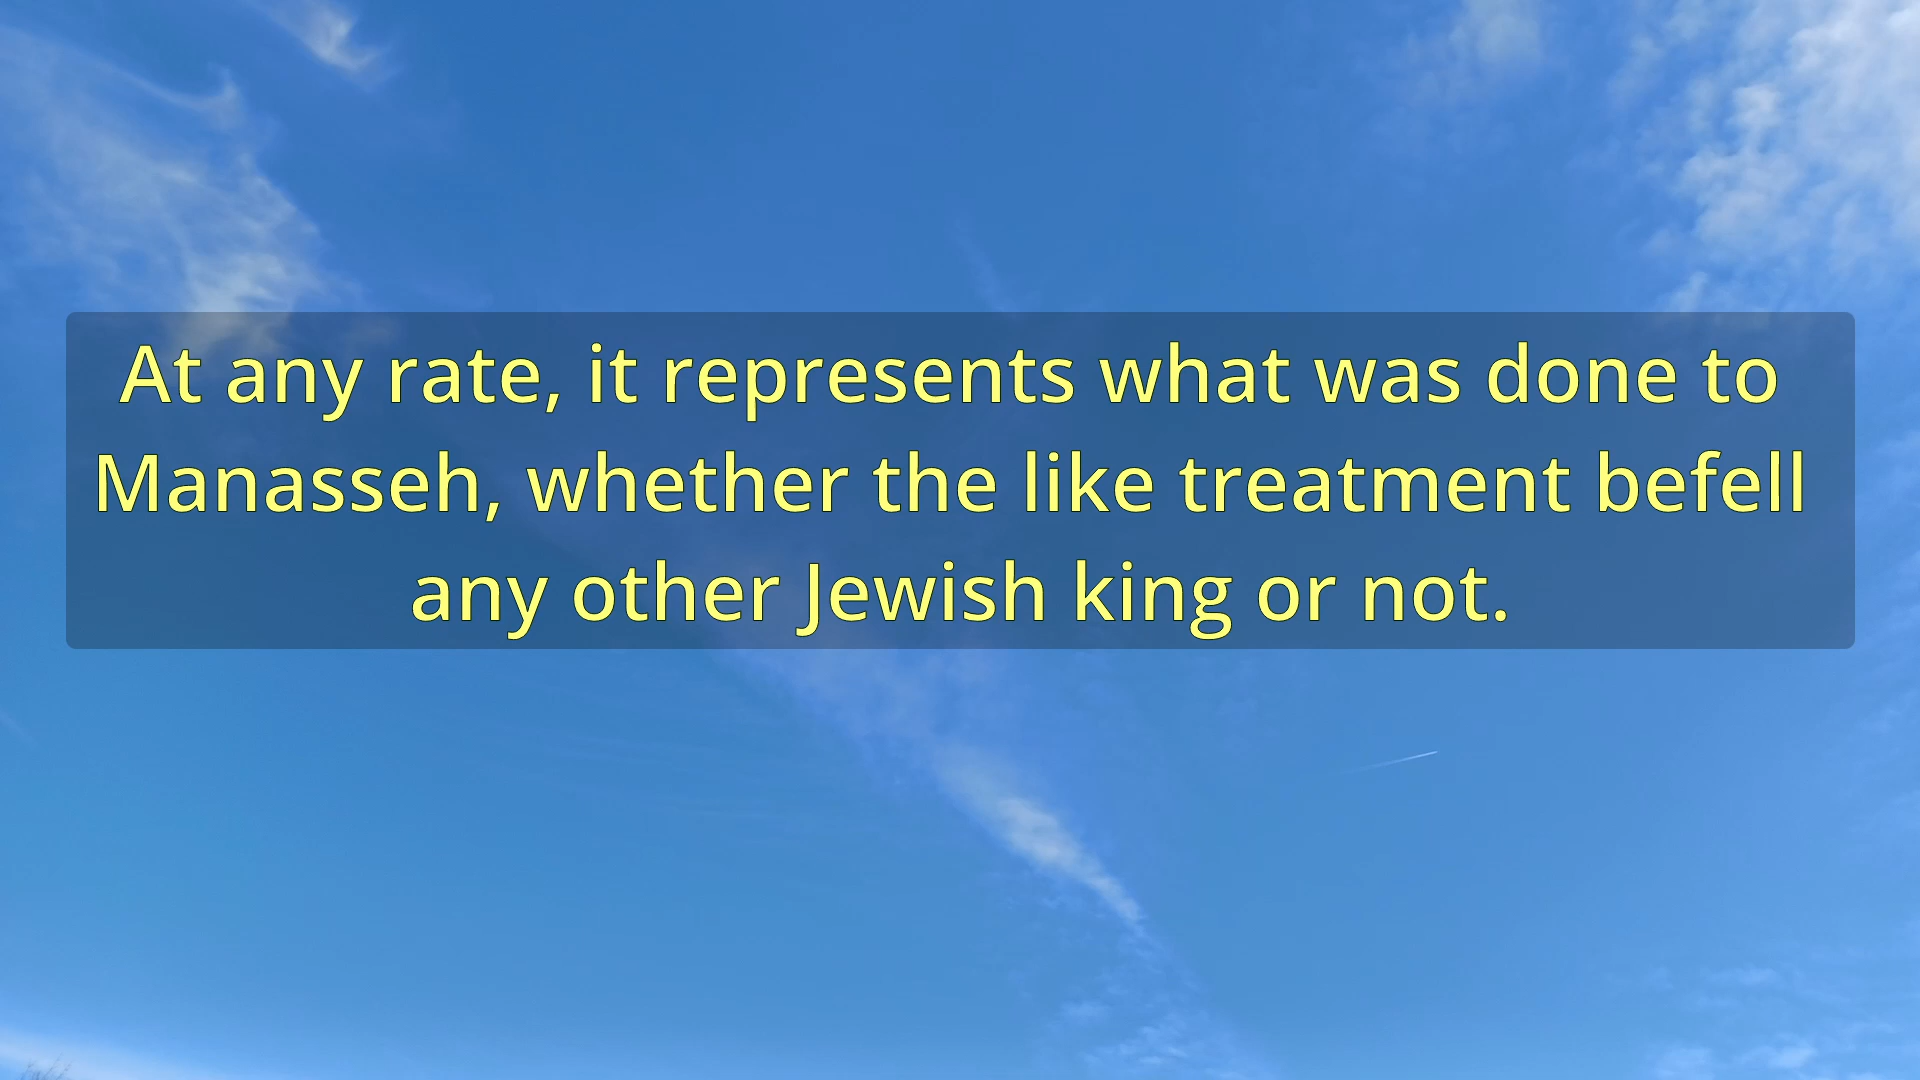 At any rate, it represents what was done to
Manasseh, whether the like treatment befell
any other Jewish king or not.